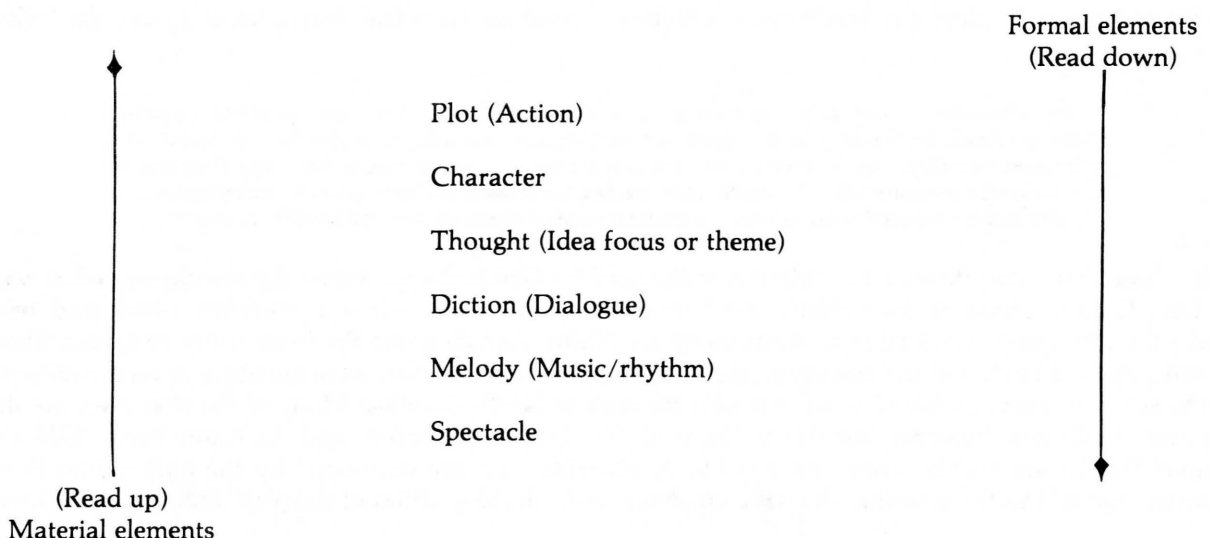 Formal elements
(Read down)
Plot (Action)
Character
Thought (Idea focus or theme)
Diction (Dialogue)
Melody (Music/rhythm)
Spectacle
(Read up)
Material elements